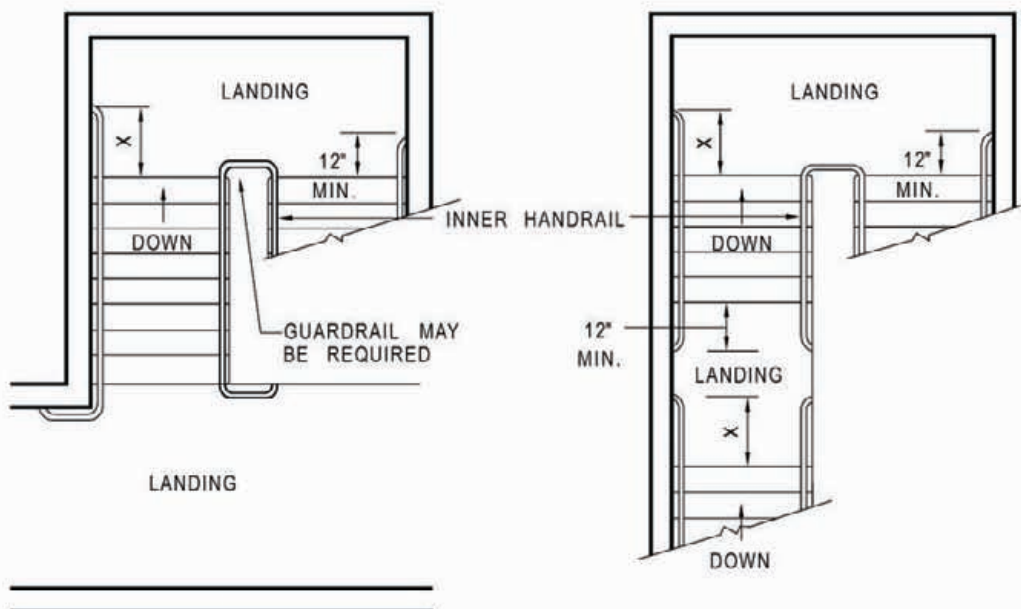 LANDING
X
12"
MIN.
DOWN
INNER HANDRAIL
GUARDRAIL MAY
BE REQUIRED
LANDING
LANDING
X
12"
MIN.
DOWN
12"
MIN.
LANDING
X
DOWN